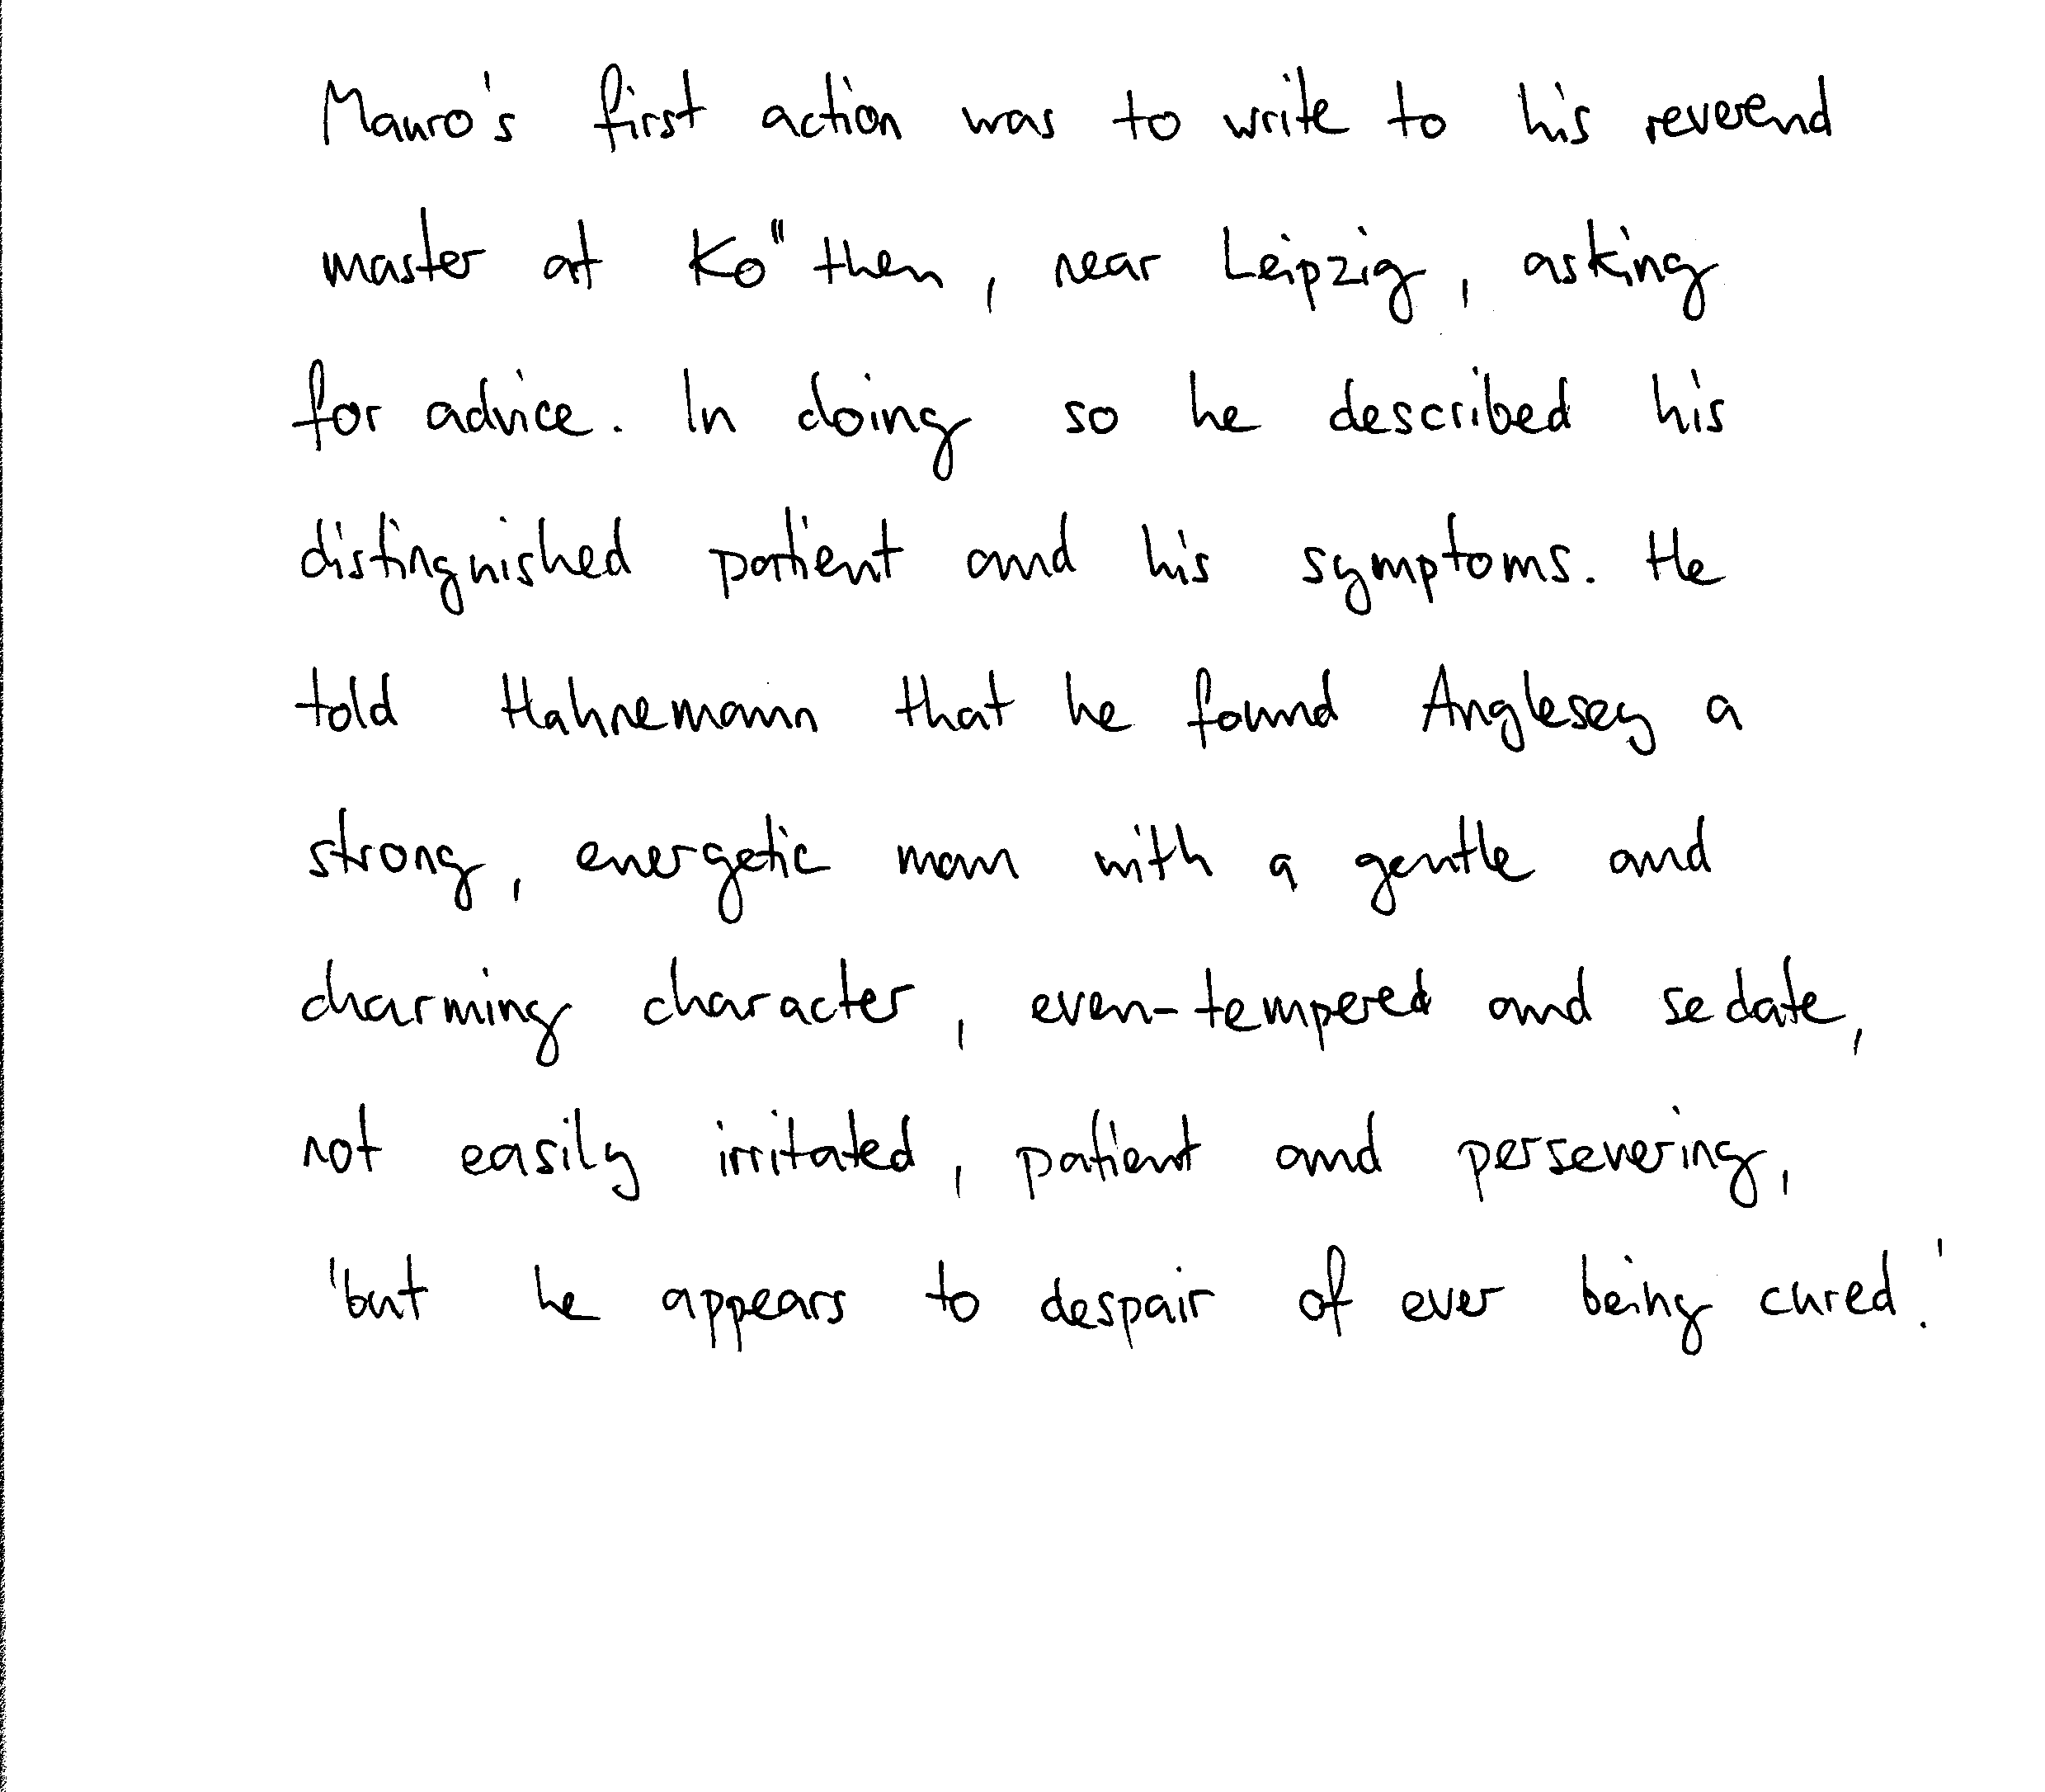 Mauro's first action was to write to his reverend
master at Ko"then, near Leipzig, asking
for advice. In doing so he described his
distinguished patient and his symptoms. He
told Hahnemann that he found Anglesey a
strong, energetic man with a gentle and
charming character, even-tempered and sedate,
not easily irritated, patient and persevering,
'but he appears to despair of ever being cured.'